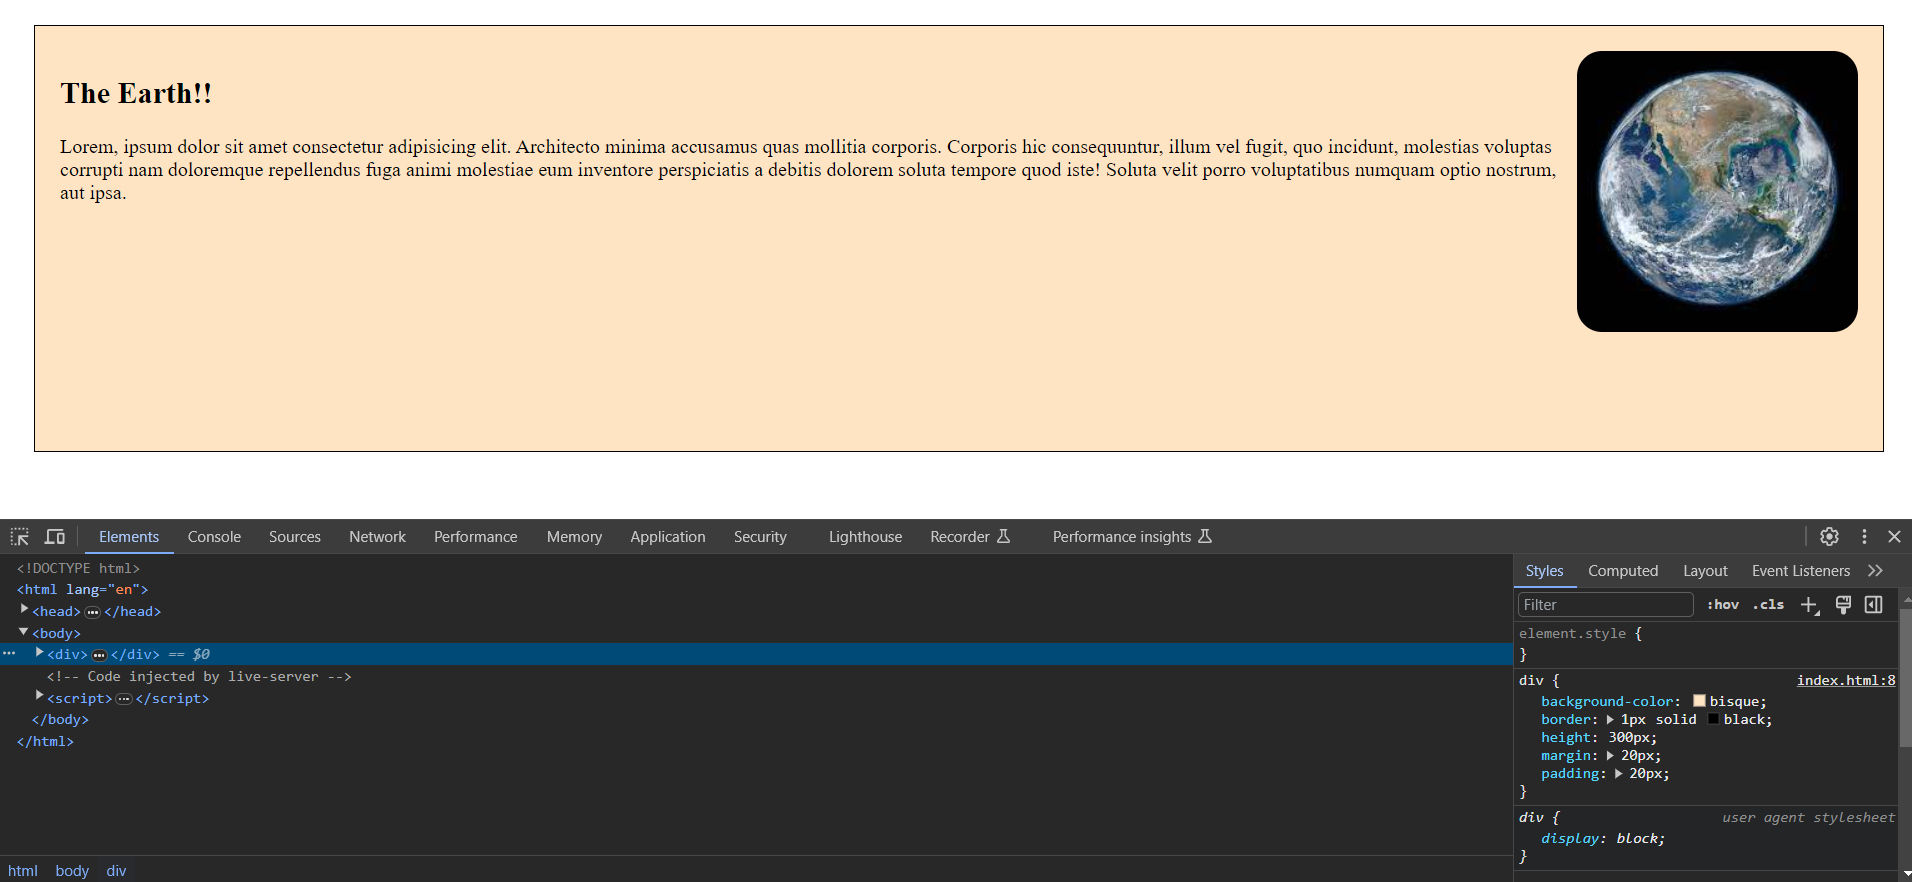 The Earth!!
Lorem, ipsum dolor sit amet consectetur adipisicing elit. Architecto minima accusamus quas mollitia corporis. Corporis hic consequuntur, illum vel fugit, quo incidunt, molestias voluptas
corrupti nam doloremque repellendus fuga animi molestiae eum inventore perspiciatis a debitis dolorem soluta tempore quod iste! Soluta velit porro voluptatibus numquam optio nostrum,
aut ipsa.
Elements Console Sources Network Performance Memory Application Security Lighthouse Recorder Performance insights
<!DOCTYPE html>
<html lang="en">
<head>…</head>
<body>
… <div>…</div> == $0
<!-- Code injected by live-server -->
<script>…</script>
</body>
</html>
html body div
Styles Computed Layout Event Listeners
Filter :hov .cls
element.style {
}
div { index.html:8
background-color: bisque;
border: 1px solid black;
height: 300px;
margin: 20px;
padding: 20px;
}
div { user agent stylesheet
display: block;
}